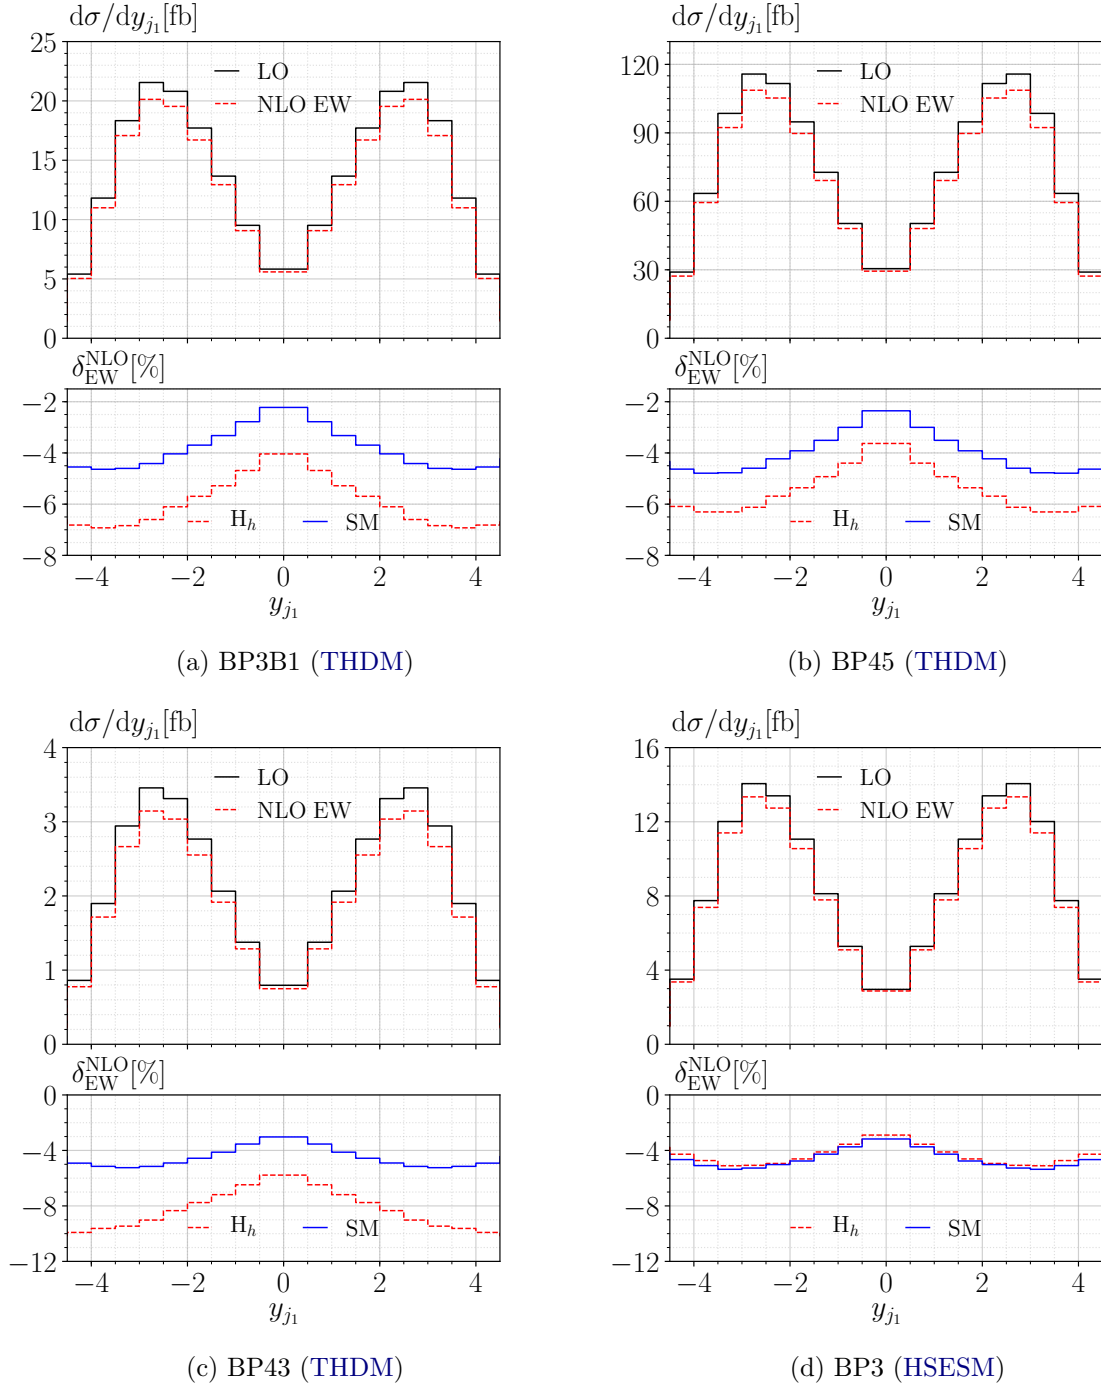 dσ/dy_{j_1}[fb]
25
20
15
10
5
0
LO
NLO EW
δ_{EW}^{NLO}[%]
−2
−4
−6
−8
H_h
SM
−4 −2 0 2 4
y_{j_1}
(a) BP3B1 (THDM)
dσ/dy_{j_1}[fb]
120
90
60
30
0
LO
NLO EW
δ_{EW}^{NLO}[%]
−2
−4
−6
−8
H_h
SM
−4 −2 0 2 4
y_{j_1}
(b) BP45 (THDM)
dσ/dy_{j_1}[fb]
4
3
2
1
0
LO
NLO EW
δ_{EW}^{NLO}[%]
0
−4
−8
−12
H_h
SM
−4 −2 0 2 4
y_{j_1}
(c) BP43 (THDM)
dσ/dy_{j_1}[fb]
16
12
8
4
0
LO
NLO EW
δ_{EW}^{NLO}[%]
0
−4
−8
−12
H_h
SM
−4 −2 0 2 4
y_{j_1}
(d) BP3 (HSESM)